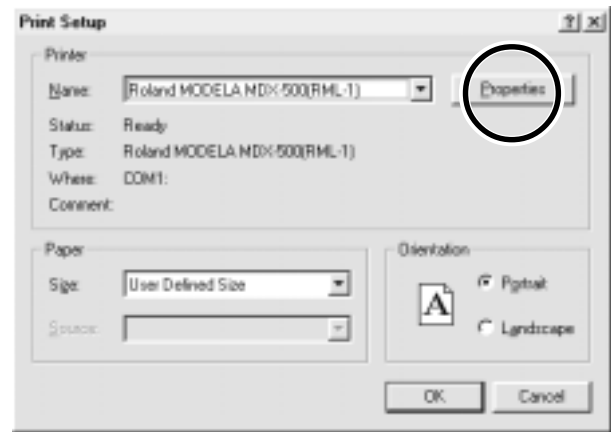 Print Setup
Printer
Name: Roland MODELA MDX-500(RML-1) Properties
Status: Ready
Type: Roland MODELA MDX-500(RML-1)
Where: COM1:
Comment:
Paper
Size: User Defined Size
Source:
Orientation
A
Portrait
Landscape
OK Cancel